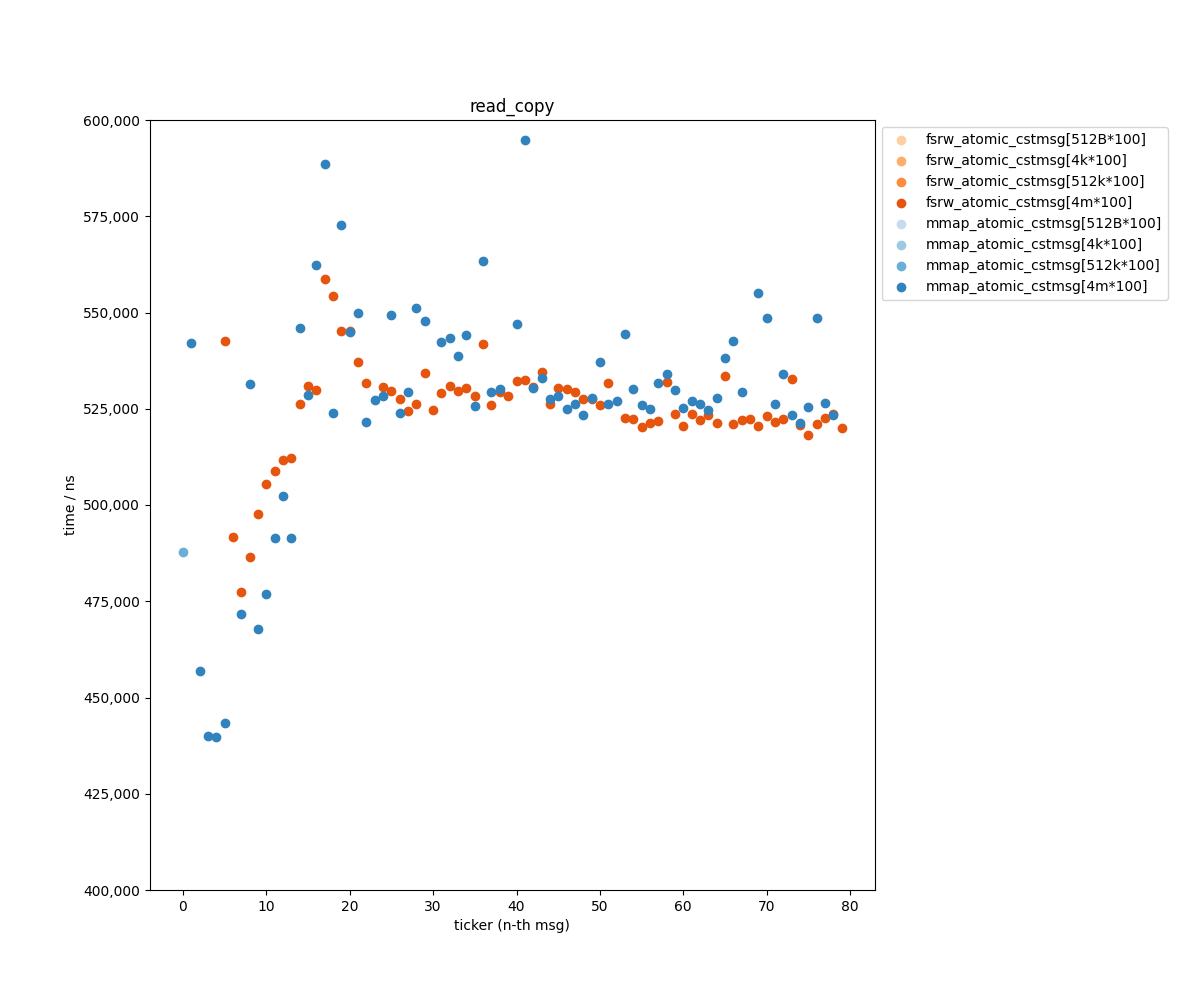 read_copy
600,000
575,000
550,000
525,000
500,000
475,000
450,000
425,000
400,000
time / ns
0 10 20 30 40 50 60 70 80
ticker (n-th msg)
fsrw_atomic_cstmsg[512B*100]
fsrw_atomic_cstmsg[4k*100]
fsrw_atomic_cstmsg[512k*100]
fsrw_atomic_cstmsg[4m*100]
mmap_atomic_cstmsg[512B*100]
mmap_atomic_cstmsg[4k*100]
mmap_atomic_cstmsg[512k*100]
mmap_atomic_cstmsg[4m*100]